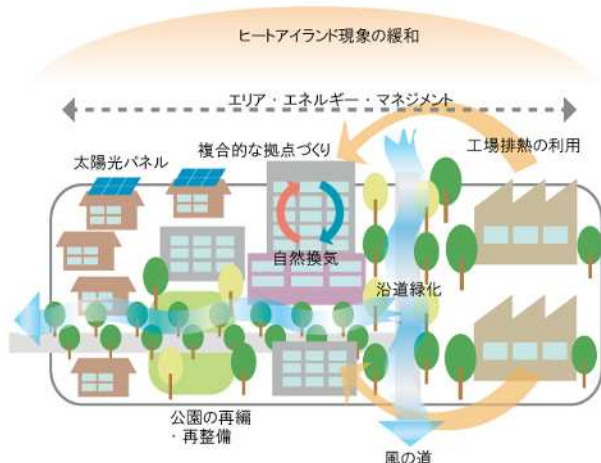 ヒートアイランド現象の緩和
エリア・エネルギー・マネジメント
複合的な拠点づくり
工場排熱の利用
太陽光パネル
自然換気
沿道緑化
公園の再編
・再整備
風の道